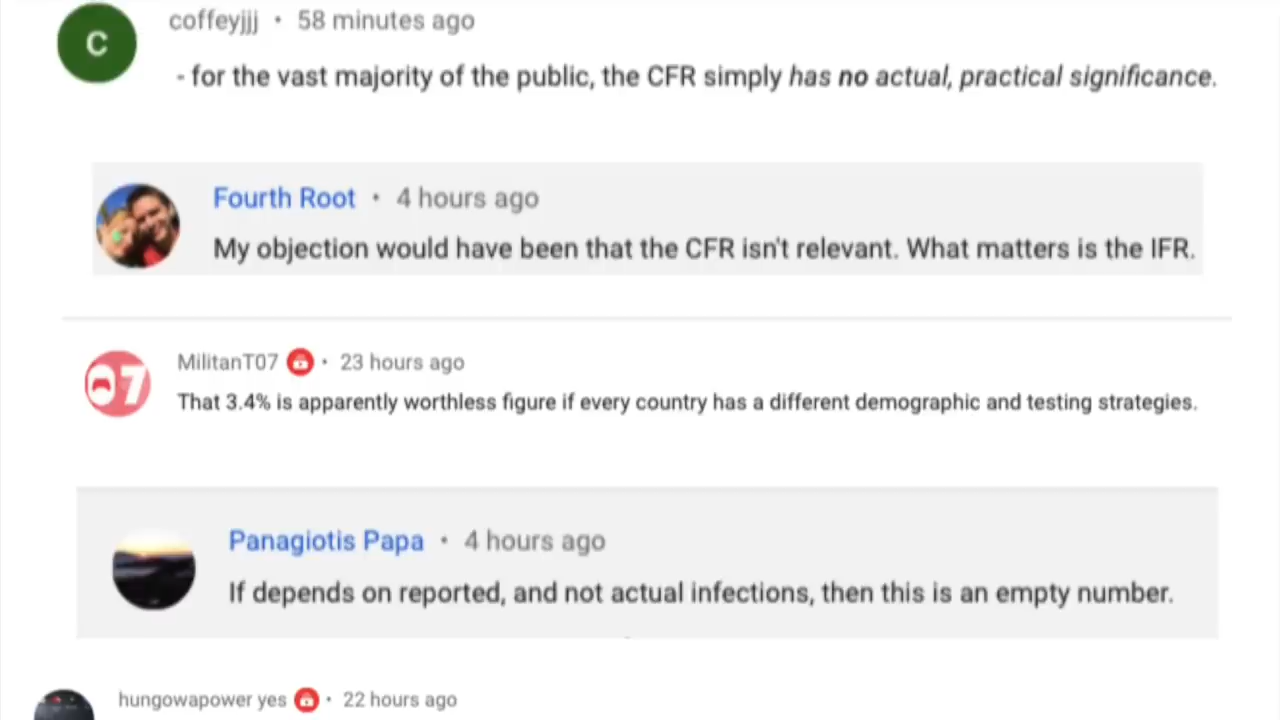 C
coffeyjjj • 58 minutes ago
- for the vast majority of the public, the CFR simply has no actual, practical significance.
Fourth Root • 4 hours ago
My objection would have been that the CFR isn't relevant. What matters is the IFR.
07
MilitanT07 • 23 hours ago
That 3.4% is apparently worthless figure if every country has a different demographic and testing strategies.
Panagiotis Papa • 4 hours ago
If depends on reported, and not actual infections, then this is an empty number.
hungowapower yes • 22 hours ago